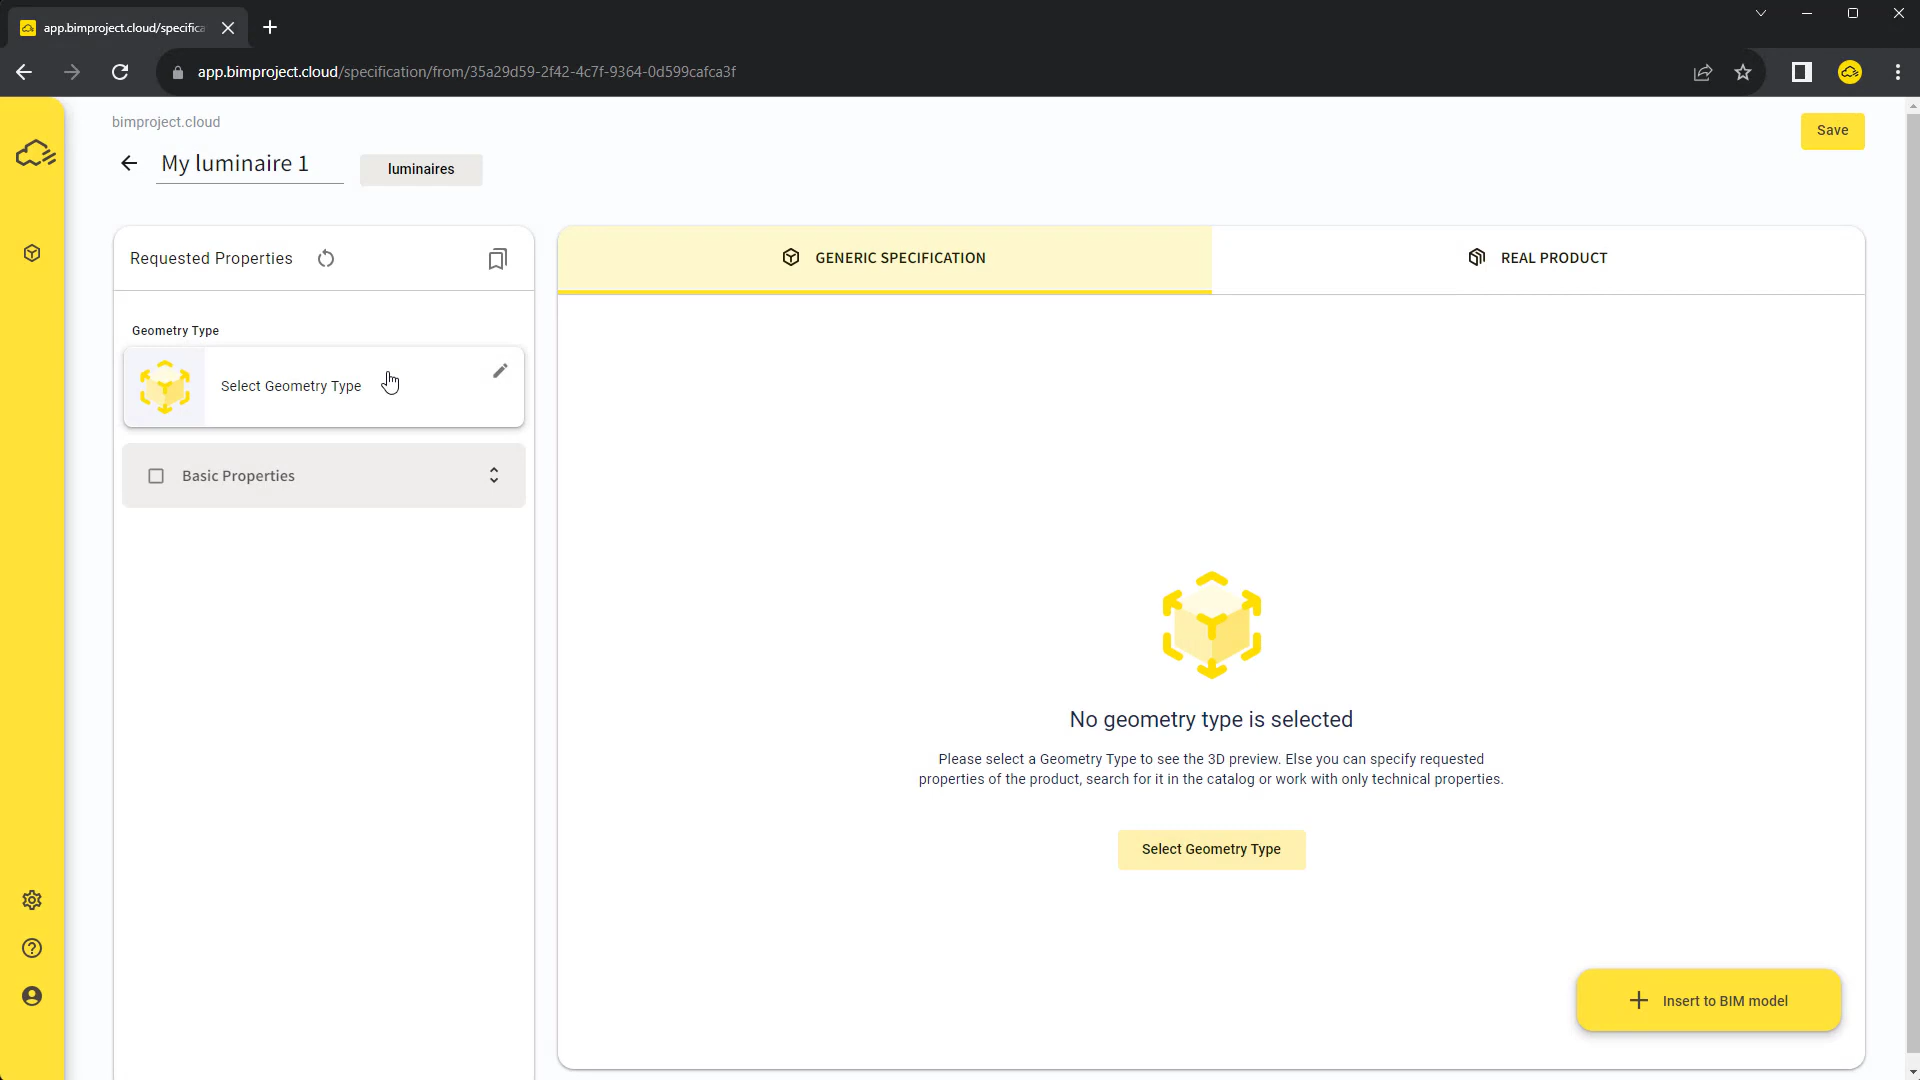 app.bimproject.cloud/specifica
app.bimproject.cloud/specification/from/35a29d59-2f42-4c7f-9364-0d599cafca3f
bimproject.cloud
Save
My luminaire 1
luminaires
Requested Properties
GENERIC SPECIFICATION
REAL PRODUCT
Geometry Type
Select Geometry Type
Basic Properties
No geometry type is selected
Please select a Geometry Type to see the 3D preview. Else you can specify requested
properties of the product, search for it in the catalog or work with only technical properties.
Select Geometry Type
Insert to BIM model